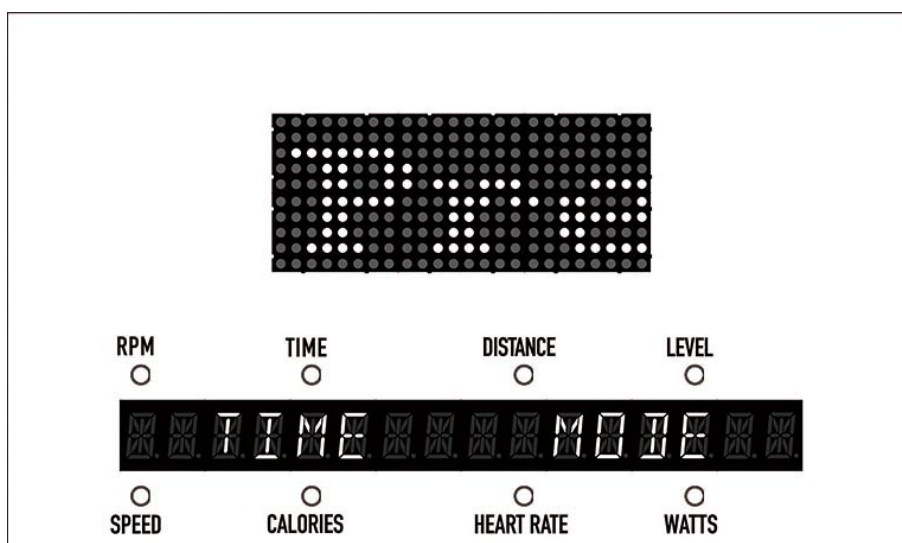 RPM TIME DISTANCE LEVEL
TIME MODE
SPEED CALORIES HEART RATE WATTS